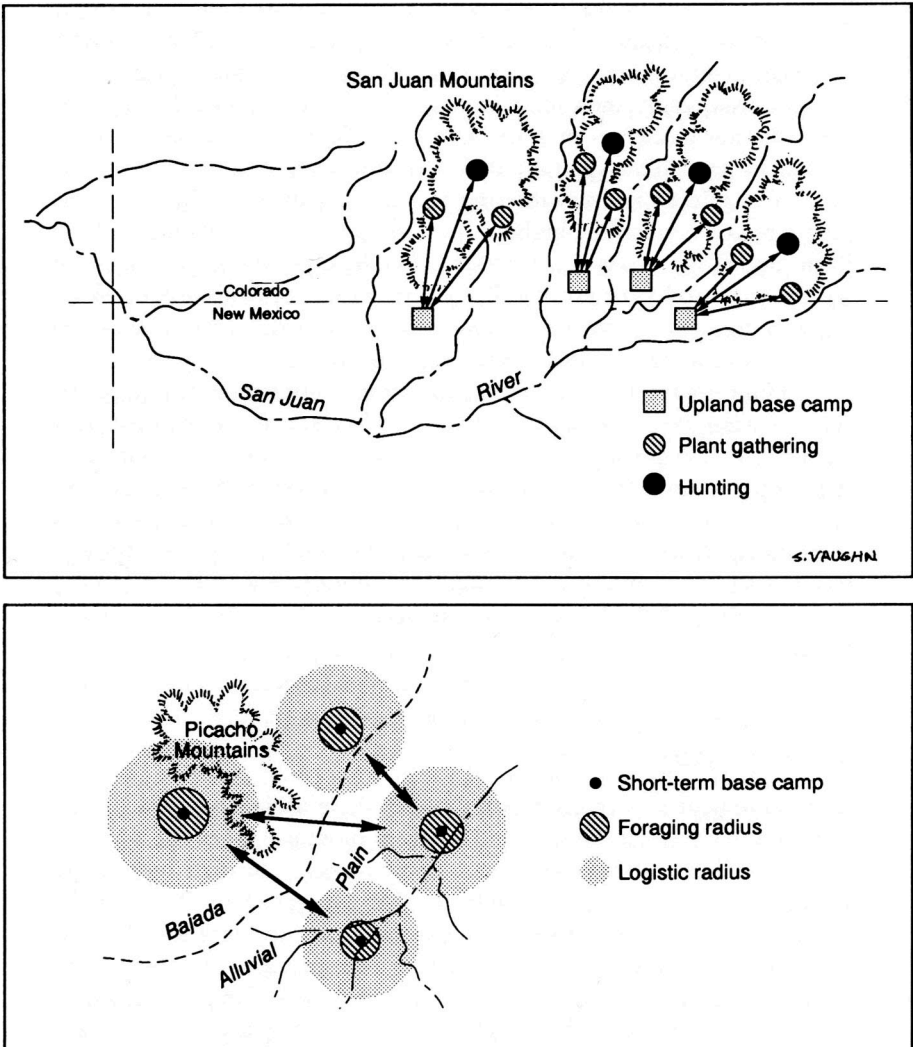 San Juan Mountains
Colorado
New Mexico
San Juan
River
Upland base camp
Plant gathering
Hunting
S. VAUGHN
Picacho
Mountains
Short-term base camp
Foraging radius
Logistic radius
Plain
Bajada
Alluvial